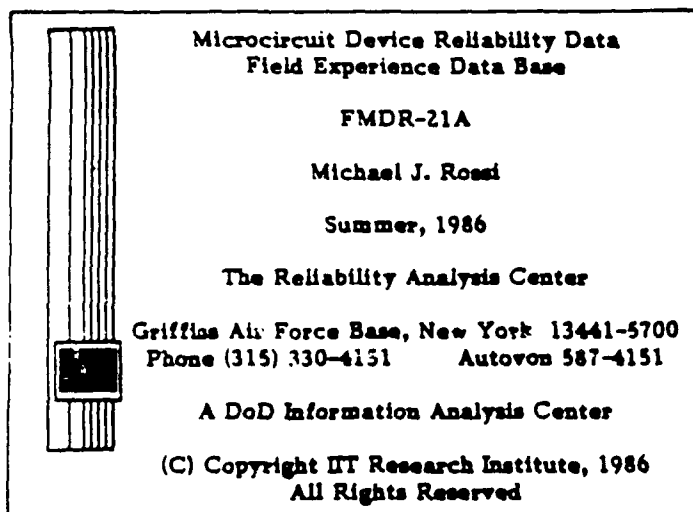 Microcircuit Device Reliability Data
Field Experience Data Base
FMDR-21A
Michael J. Rossi
Summer, 1986
The Reliability Analysis Center
Griffiss Air Force Base, New York 13441-5700
Phone (315) 330-4151 Autovon 587-4151
A DoD Information Analysis Center
(C) Copyright IIT Research Institute, 1986
All Rights Reserved